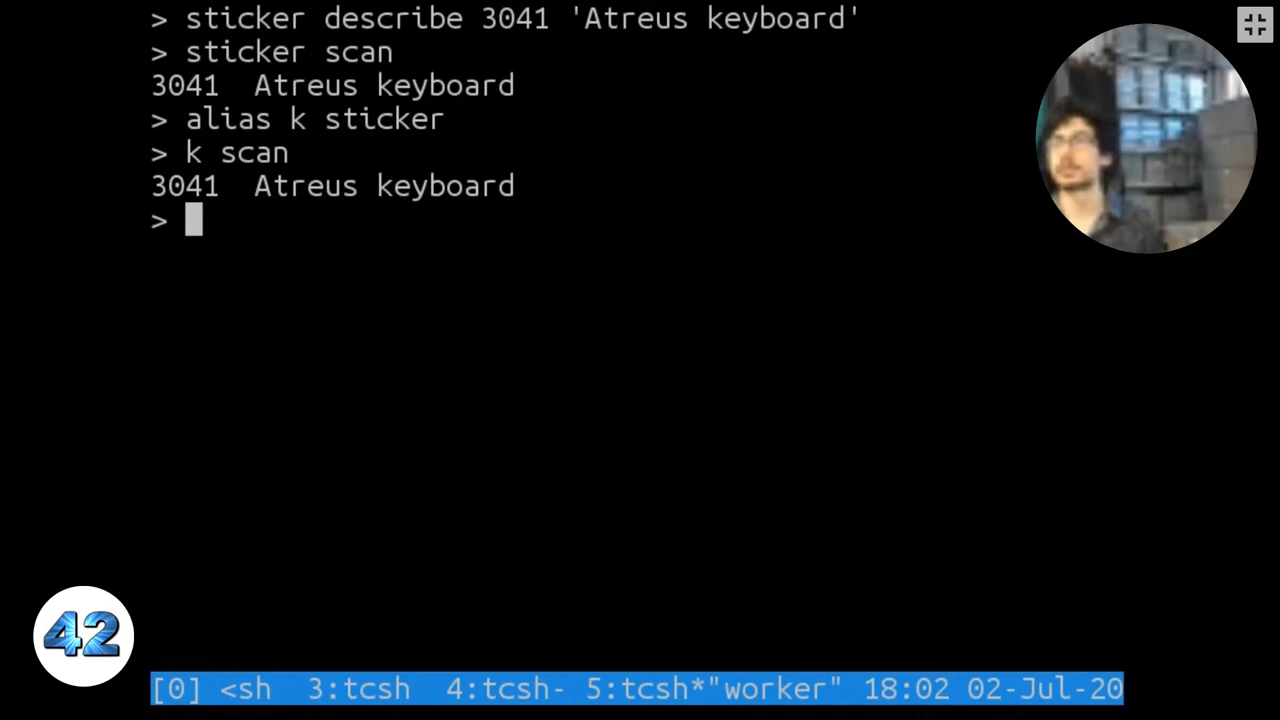 > sticker describe 3041 'Atreus keyboard'
> sticker scan
3041  Atreus keyboard
> alias k sticker
> k scan
3041  Atreus keyboard
>
42
[0] <sh  3:tcsh  4:tcsh- 5:tcsh*"worker" 18:02 02-Jul-20